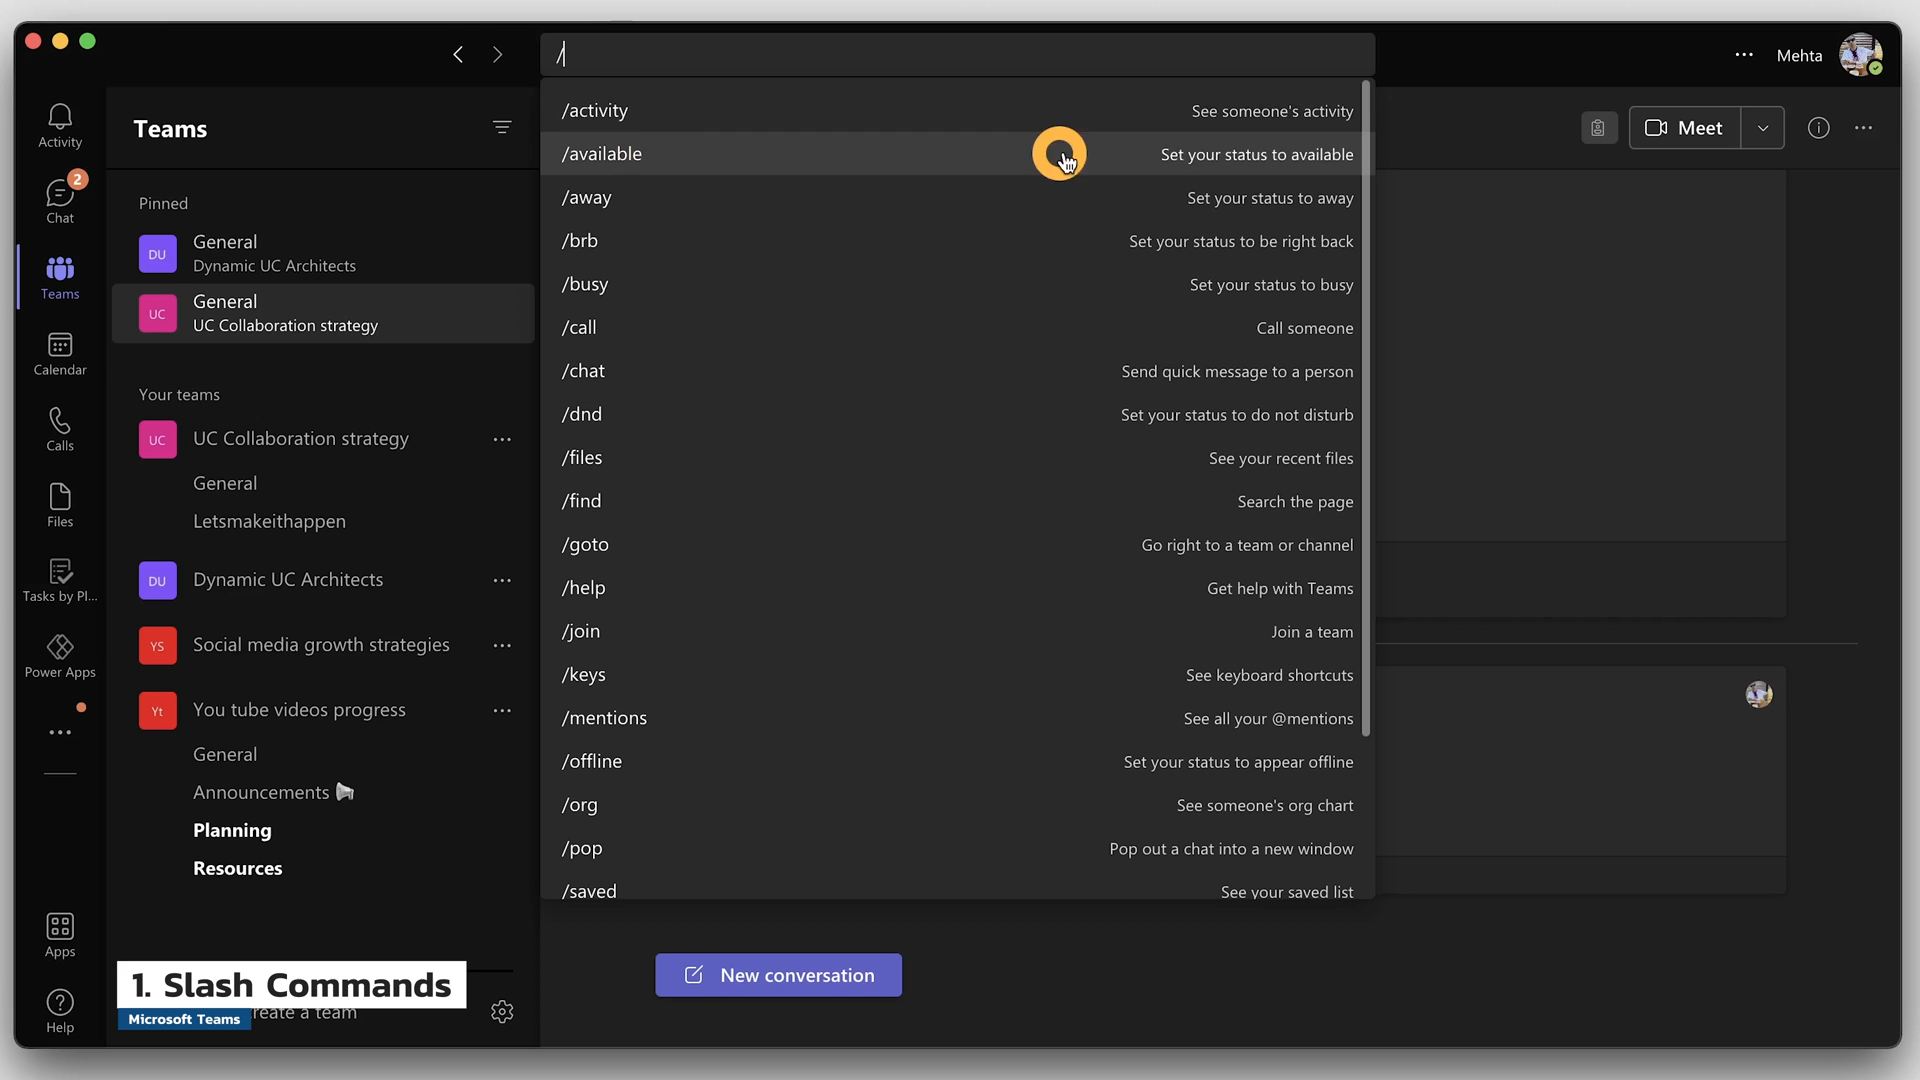 /
Mehta
Activity
2
Chat
Teams
Calendar
Calls
Files
Tasks by Pl...
Power Apps
Apps
Help
Teams
Pinned
DU
General
Dynamic UC Architects
UC
General
UC Collaboration strategy
Your teams
UC
UC Collaboration strategy
General
Letsmakeithappen
DU
Dynamic UC Architects
YS
Social media growth strategies
Yt
You tube videos progress
General
Announcements
Planning
Resources
1. Slash Commands
Microsoft Teams
reate a team
/activity See someone's activity
/available Set your status to available
/away Set your status to away
/brb Set your status to be right back
/busy Set your status to busy
/call Call someone
/chat Send quick message to a person
/dnd Set your status to do not disturb
/files See your recent files
/find Search the page
/goto Go right to a team or channel
/help Get help with Teams
/join Join a team
/keys See keyboard shortcuts
/mentions See all your @mentions
/offline Set your status to appear offline
/org See someone's org chart
/pop Pop out a chat into a new window
/saved See your saved list
Meet
New conversation